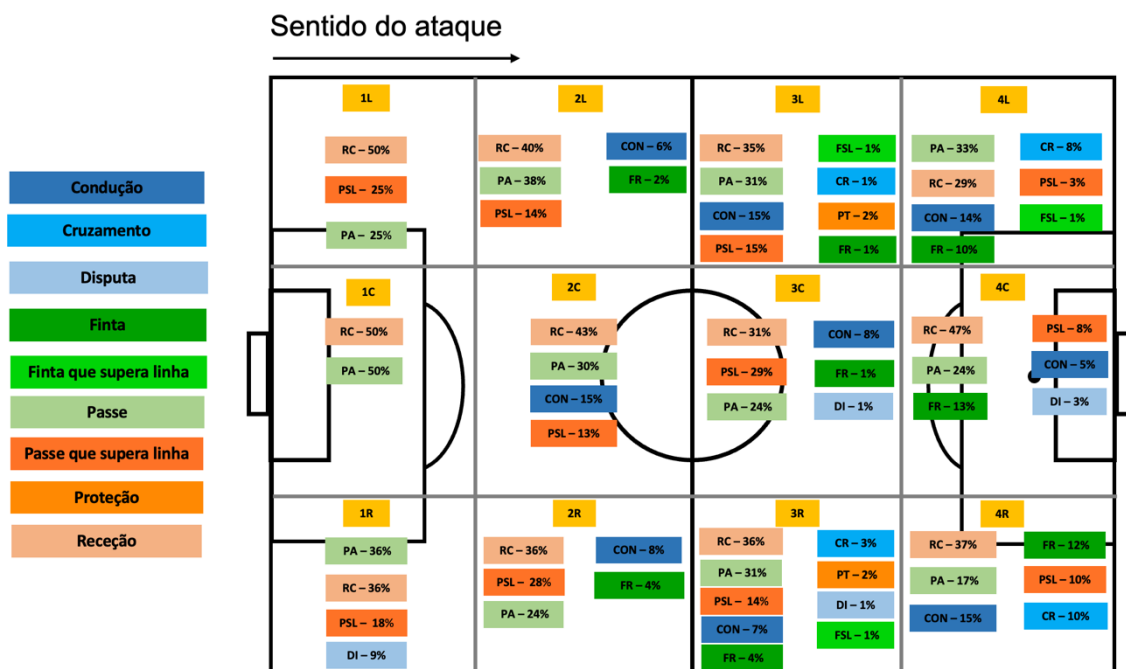 Sentido do ataque
Condução
Cruzamento
Disputa
Finta
Finta que supera linha
Passe
Passe que supera linha
Proteção
Receção
1L
RC – 50%
PSL – 25%
PA – 25%
2L
RC – 40%
PA – 38%
PSL – 14%
CON – 6%
FR – 2%
3L
RC – 35%
PA – 31%
CON – 15%
PSL – 15%
FSL – 1%
CR – 1%
PT – 2%
FR – 1%
4L
PA – 33%
RC – 29%
CON – 14%
FR – 10%
CR – 8%
PSL – 3%
FSL – 1%
1C
RC – 50%
PA – 50%
2C
RC – 43%
PA – 30%
CON – 15%
PSL – 13%
3C
RC – 31%
PSL – 29%
PA – 24%
CON – 8%
FR – 1%
DI – 1%
4C
RC – 47%
PA – 24%
FR – 13%
PSL – 8%
CON – 5%
DI – 3%
1R
PA – 36%
RC – 36%
PSL – 18%
DI – 9%
2R
RC – 36%
PSL – 28%
PA – 24%
CON – 8%
FR – 4%
3R
RC – 36%
PA – 31%
PSL – 14%
CON – 7%
FR – 4%
CR – 3%
PT – 2%
DI – 1%
FSL – 1%
4R
RC – 37%
PA – 17%
CON – 15%
FR – 12%
PSL – 10%
CR – 10%